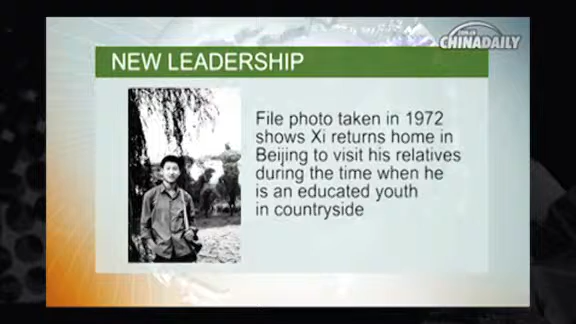 CHINADAILY
NEW LEADERSHIP
File photo taken in 1972
shows Xi returns home in
Beijing to visit his relatives
during the time when he
is an educated youth
in countryside